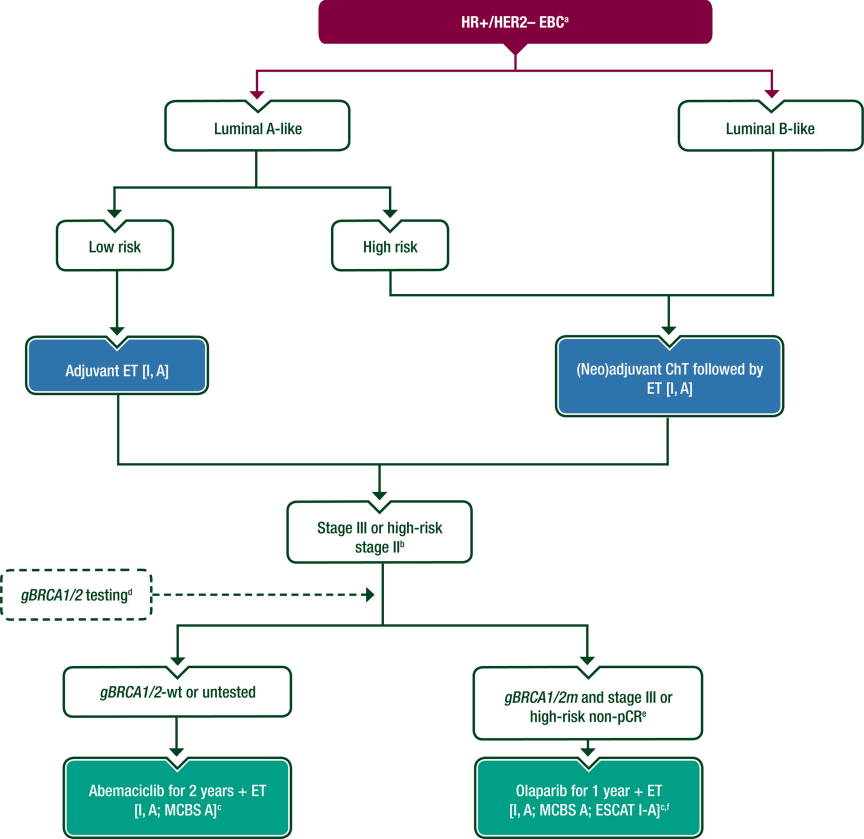 HR+/HER2– EBCᵃ
Luminal A-like
Luminal B-like
Low risk
High risk
Adjuvant ET [I, A]
(Neo)adjuvant ChT followed by
ET [I, A]
Stage III or high-risk
stage IIᵇ
gBRCA1/2 testingᵈ
gBRCA1/2-wt or untested
gBRCA1/2m and stage III or
high-risk non-pCRᵉ
Abemaciclib for 2 years + ET
[I, A; MCBS A]ᶜ
Olaparib for 1 year + ET
[I, A; MCBS A; ESCAT I-A]ᶜ,ᶠ